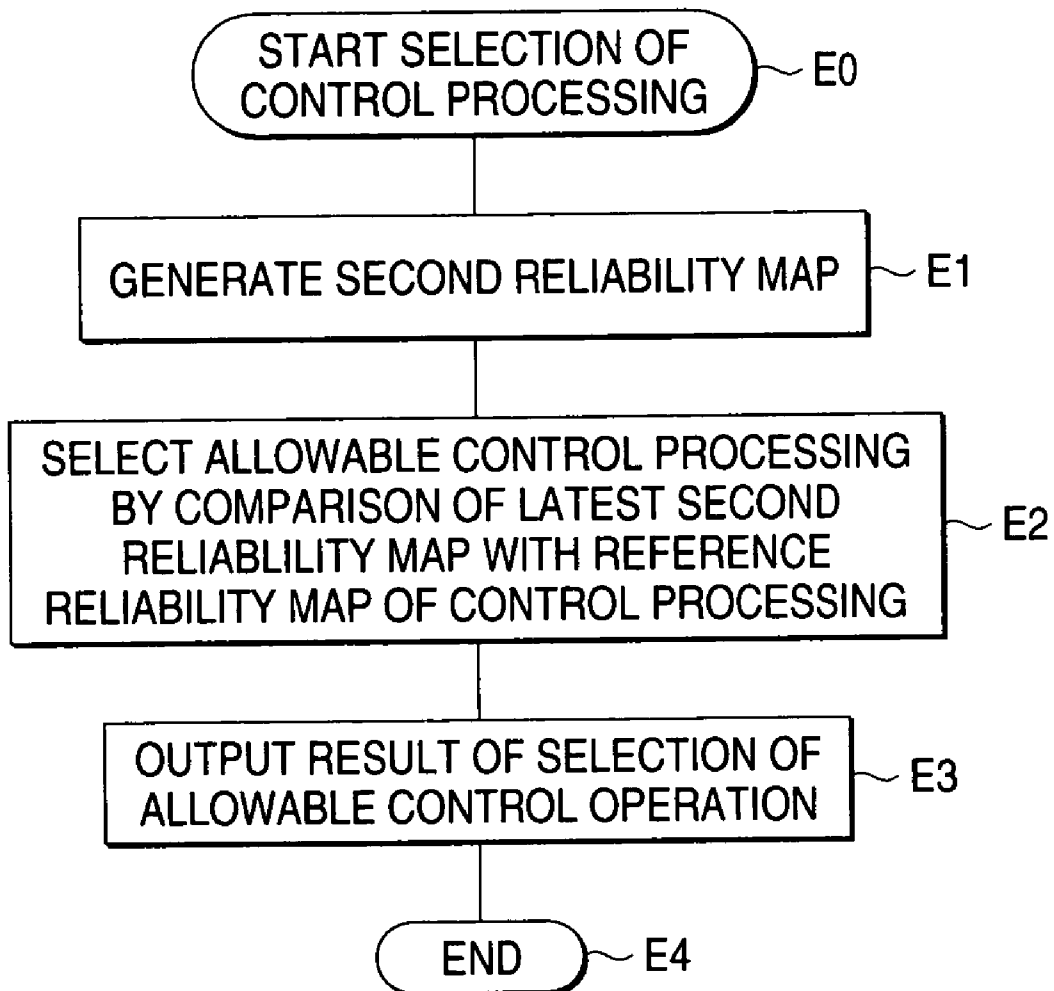 START SELECTION OF
CONTROL PROCESSING
E0
GENERATE SECOND RELIABILITY MAP
E1
SELECT ALLOWABLE CONTROL PROCESSING
BY COMPARISON OF LATEST SECOND
RELIABLILITY MAP WITH REFERENCE
RELIABILITY MAP OF CONTROL PROCESSING
E2
OUTPUT RESULT OF SELECTION OF
ALLOWABLE CONTROL OPERATION
E3
END
E4